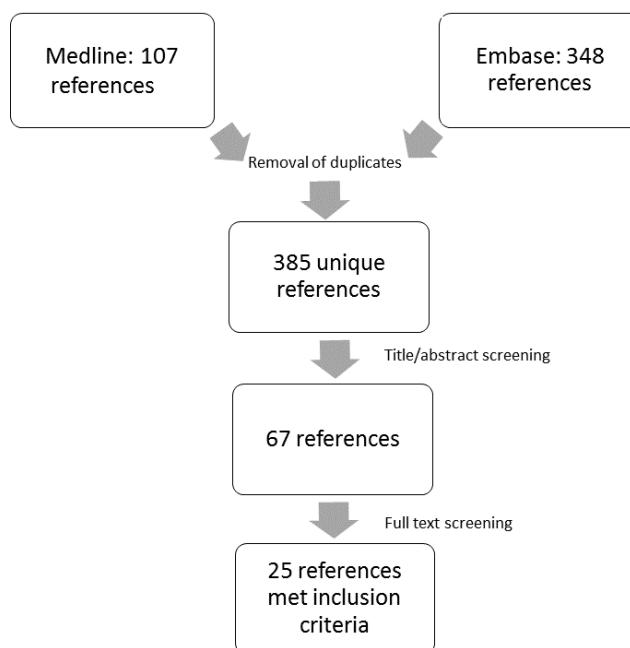 Medline: 107
references
Embase: 348
references
Removal of duplicates
385 unique
references
Title/abstract screening
67 references
Full text screening
25 references
met inclusion
criteria